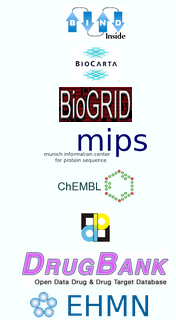 BIND
Inside
BIOCARTA
BioGRID
mips
munich information center
for protein sequence
ChEMBL
DRUGBANK
Open Data Drug & Drug Target Database
EHMN